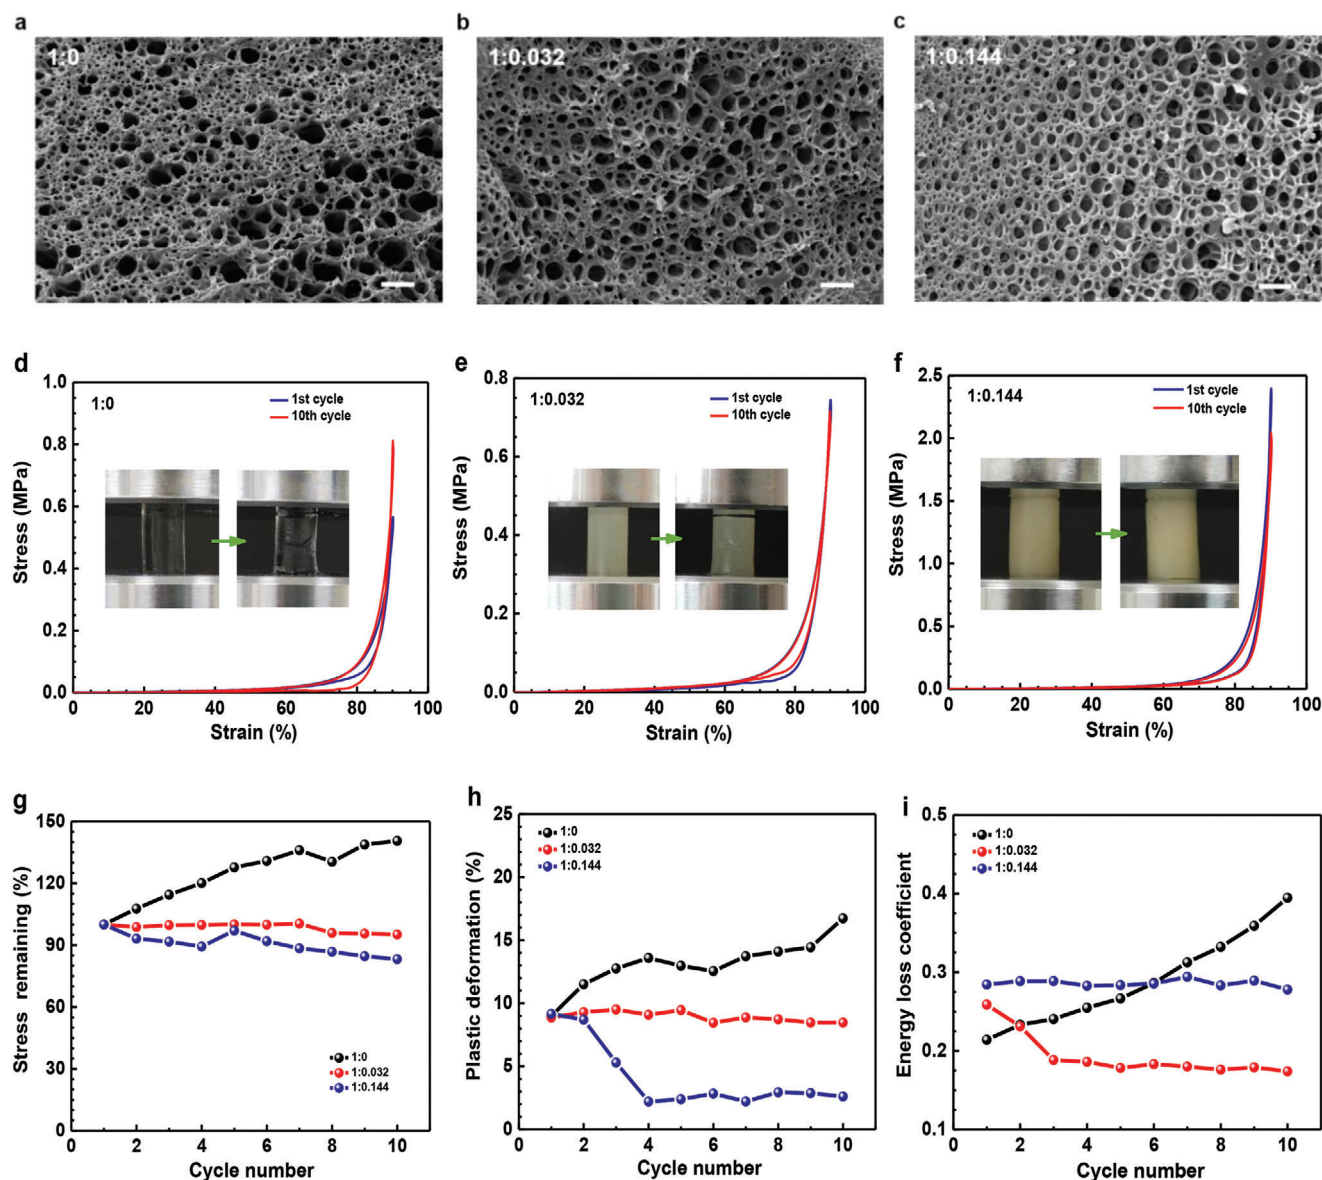 a
1:0
b
1:0.032
c
1:0.144
d
1:0
1st cycle
10th cycle
Stress (MPa)
1.0
0.8
0.6
0.4
0.2
0.0
0 20 40 60 80 100
Strain (%)
e
1:0.032
1st cycle
10th cycle
Stress (MPa)
0.8
0.6
0.4
0.2
0.0
0 20 40 60 80 100
Strain (%)
f
1:0.144
1st cycle
10th cycle
Stress (MPa)
2.5
2.0
1.5
1.0
0.5
0.0
0 20 40 60 80 100
Strain (%)
g
Stress remaining (%)
150
120
90
60
30
0
1:0
1:0.032
1:0.144
0 2 4 6 8 10
Cycle number
h
Plastic deformation (%)
25
20
15
10
5
0
1:0
1:0.032
1:0.144
0 2 4 6 8 10
Cycle number
i
Energy loss coefficient
0.5
0.4
0.3
0.2
0.1
1:0
1:0.032
1:0.144
0 2 4 6 8 10
Cycle number